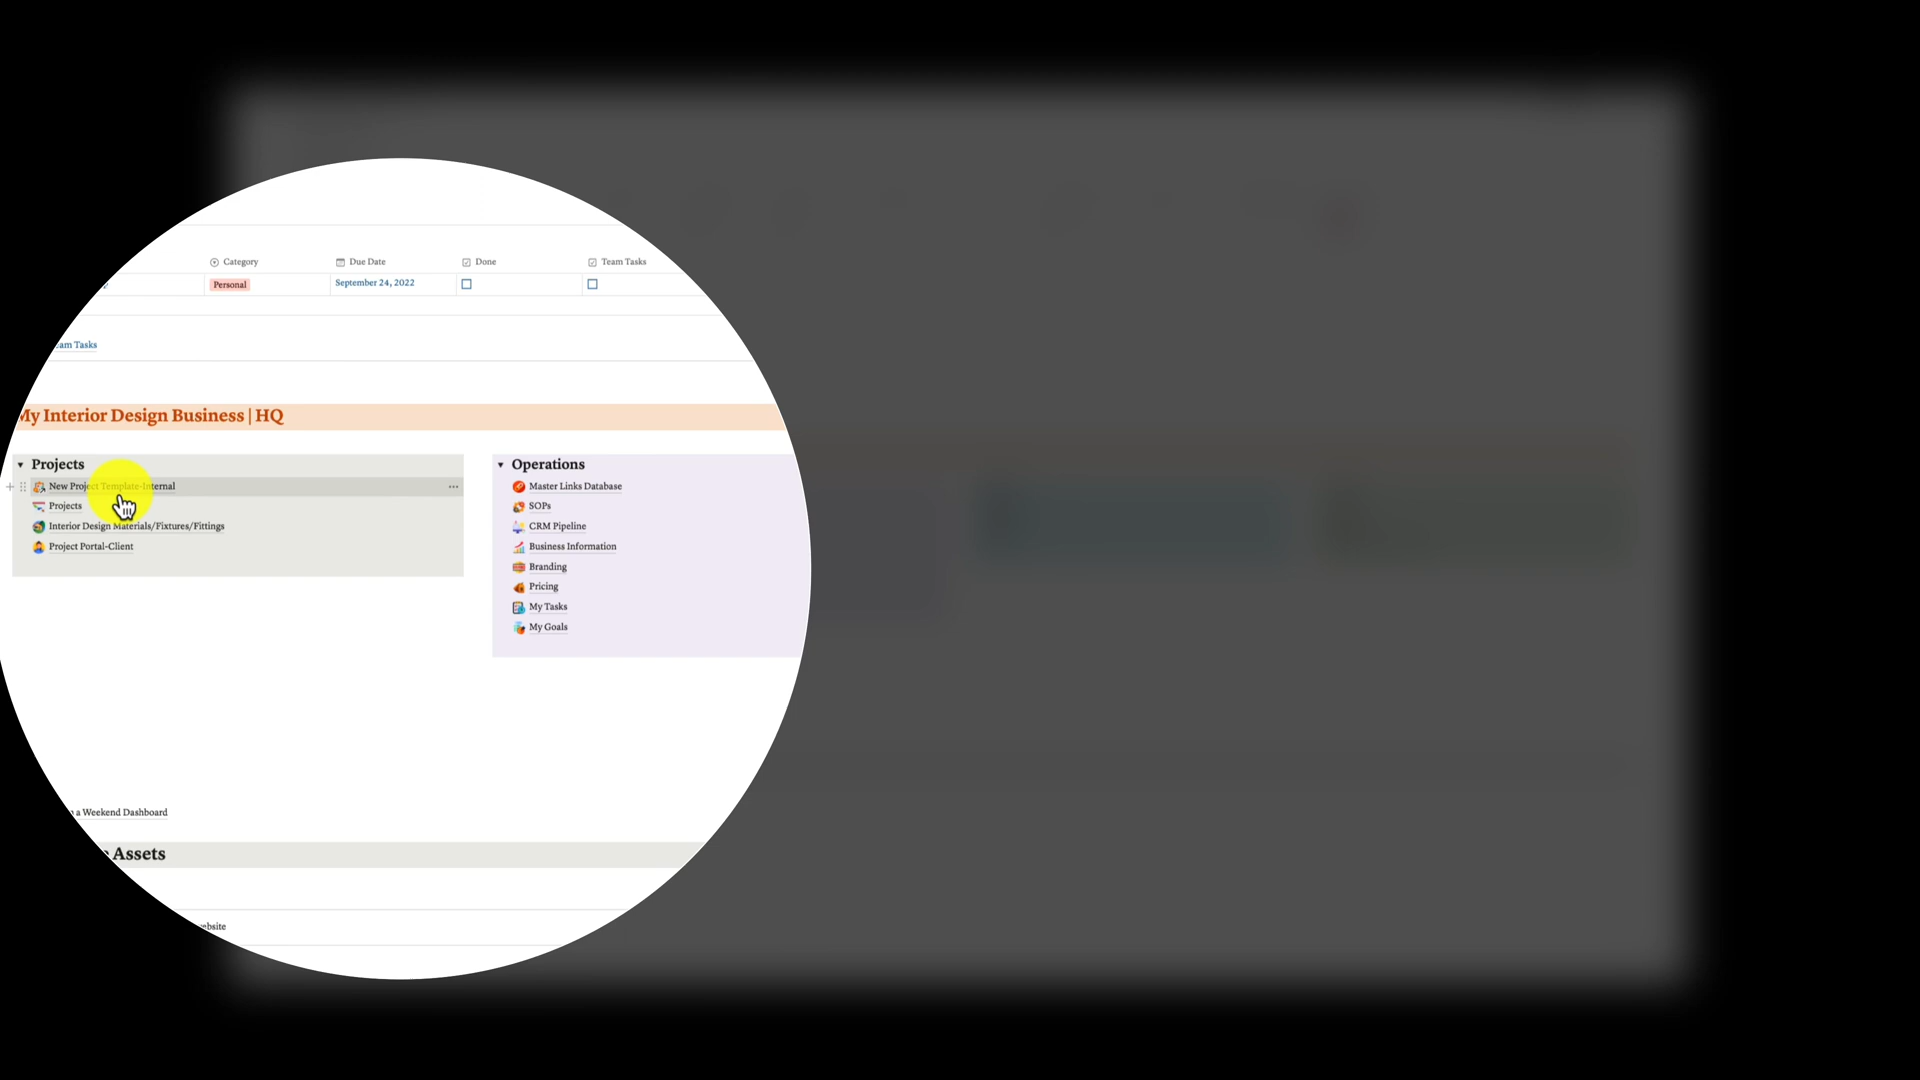 Category Due Date Done Team Tasks
Personal September 24, 2022
Tasks
My Interior Design Business | HQ
Projects
New Project Template-Internal
Projects
Interior Design Materials/Fixtures/Fittings
Project Portal-Client
Operations
Master Links Database
SOPs
CRM Pipeline
Business Information
Branding
Pricing
My Tasks
My Goals
a Weekend Dashboard
Assets